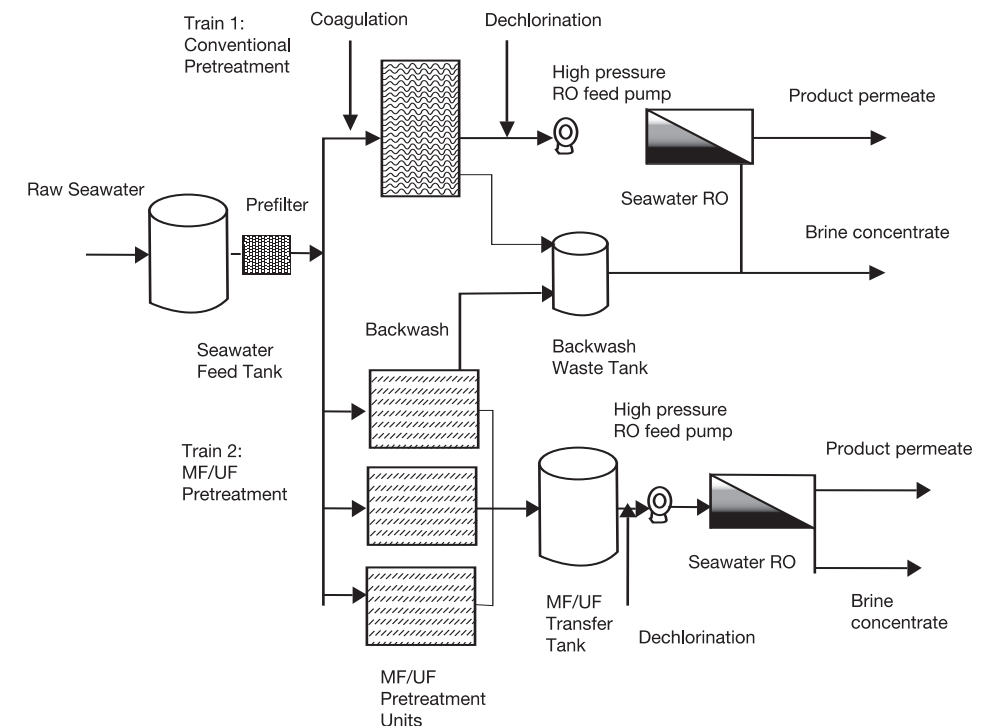 Train 1:
Conventional
Pretreatment
Coagulation
Dechlorination
High pressure
RO feed pump
Product permeate
Raw Seawater
Prefilter
Seawater RO
Brine concentrate
Seawater
Feed Tank
Backwash
Backwash
Waste Tank
High pressure
RO feed pump
Train 2:
MF/UF
Pretreatment
Product permeate
Seawater RO
MF/UF
Transfer
Tank
Dechlorination
Brine
concentrate
MF/UF
Pretreatment
Units